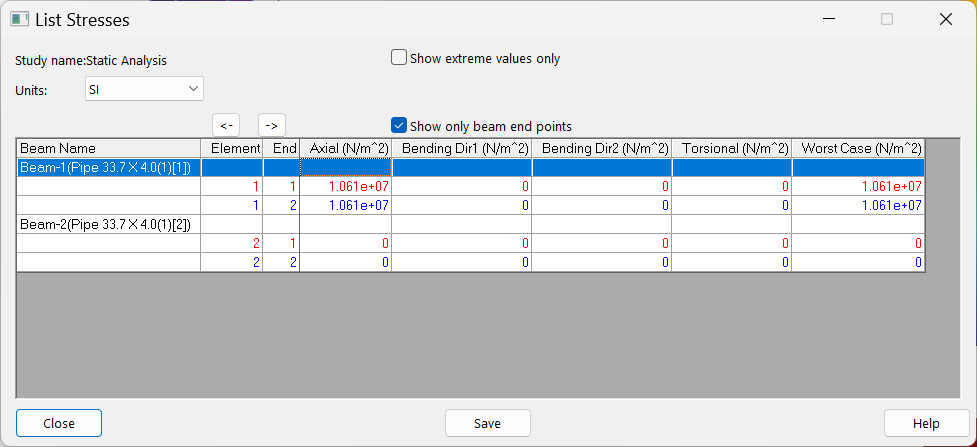 List Stresses
Study name:Static Analysis
Show extreme values only
Units:
SI
<-
->
Show only beam end points
Beam Name Element End Axial (N/m^2) Bending Dir1 (N/m^2) Bending Dir2 (N/m^2) Torsional (N/m^2) Worst Case (N/m^2)
Beam-1(Pipe 33.7 X 4.0(1)[1])
1 1 1.061e+07 0 0 0 1.061e+07
1 2 1.061e+07 0 0 0 1.061e+07
Beam-2(Pipe 33.7 X 4.0(1)[2])
2 1 0 0 0 0 0
2 2 0 0 0 0 0
Close
Save
Help